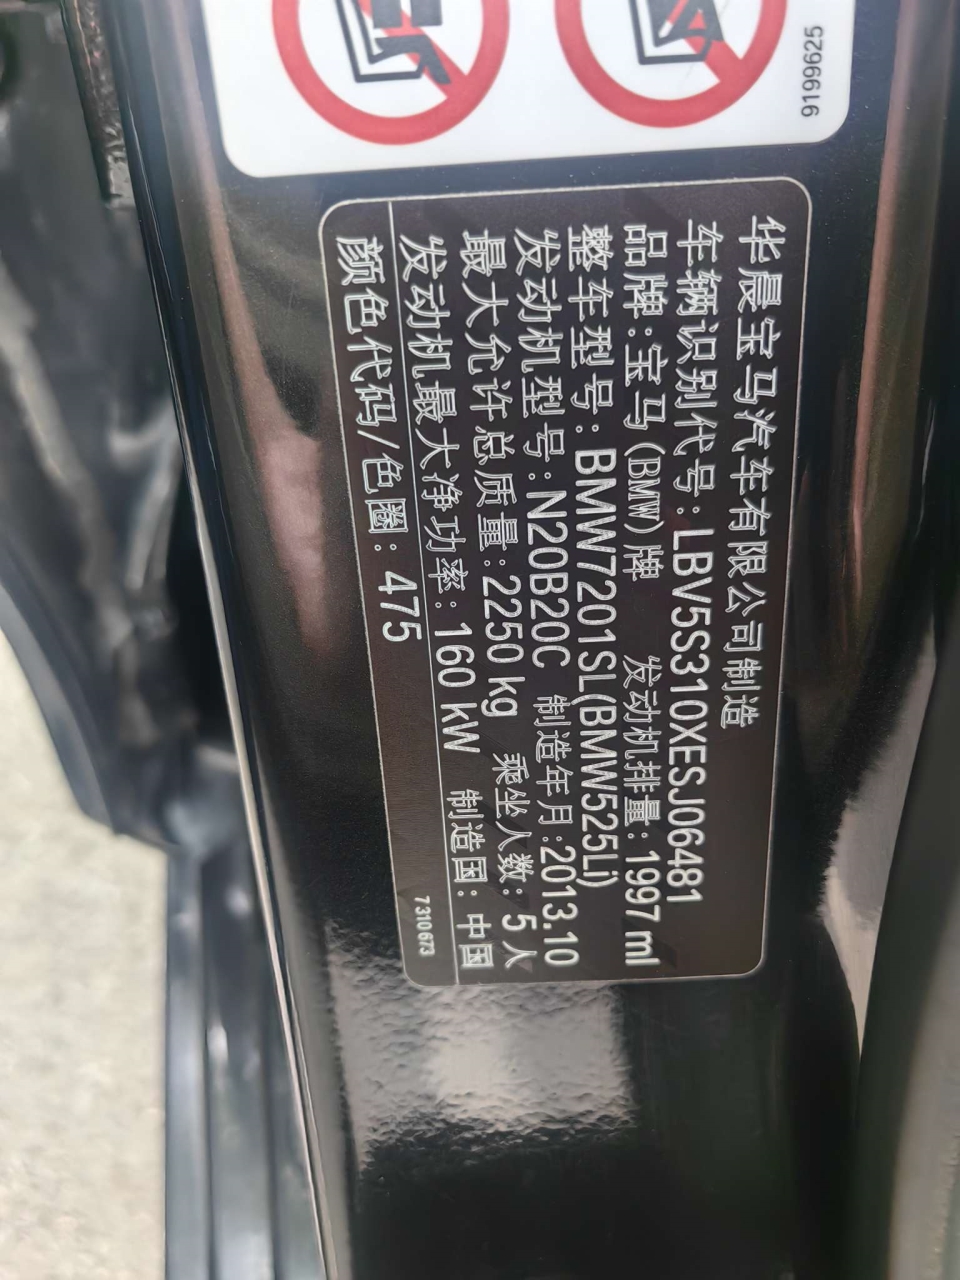 9199625
华晨宝马汽车有限公司制造
车辆识别代号:LBV5S310XESJ06481
品牌:宝马(BMW)牌 发动机排量:1997 ml
整车型号:BMW7201SL(BMW525Li)
发动机型号:N20B20C 制造年月:2013.10
最大允许总质量:2250 kg 乘坐人数:5人
发动机最大净功率:160 kW 制造国:中国
颜色代码/色圈:475
7310673